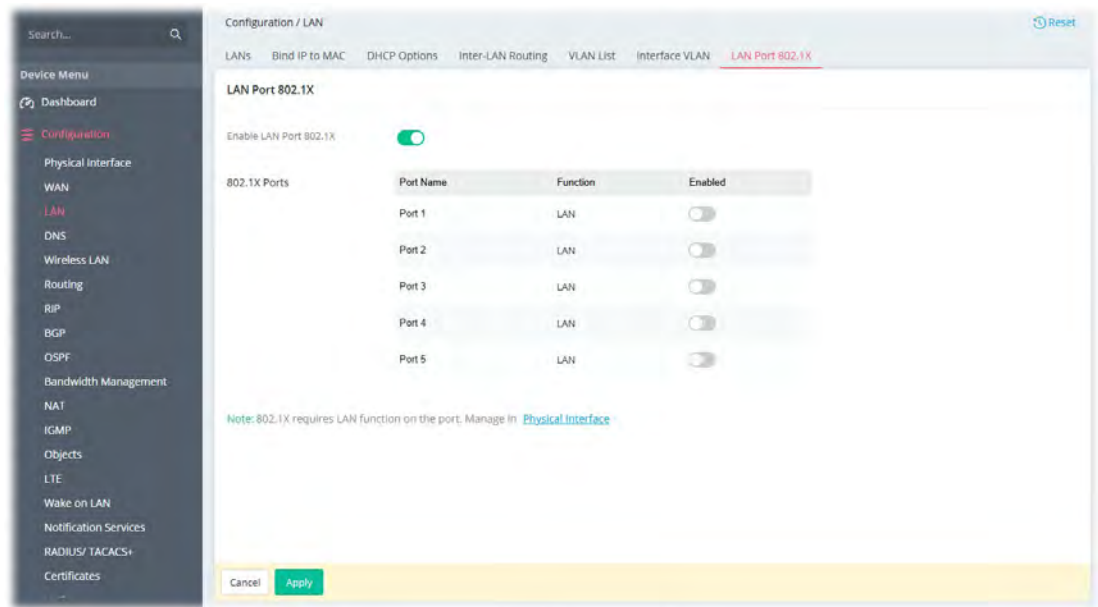 Search...
Device Menu
Dashboard
Configuration
Physical Interface
WAN
LAN
DNS
Wireless LAN
Routing
RIP
BGP
OSPF
Bandwidth Management
NAT
IGMP
Objects
LTE
Wake on LAN
Notification Services
RADIUS/ TACACS+
Certificates
Configuration / LAN
Reset
LANs Bind IP to MAC DHCP Options Inter-LAN Routing VLAN List Interface VLAN LAN Port 802.1X
LAN Port 802.1X
Enable LAN Port 802.1X
802.1X Ports Port Name Function Enabled
Port 1 LAN
Port 2 LAN
Port 3 LAN
Port 4 LAN
Port 5 LAN
Note: 802.1X requires LAN function on the port. Manage in Physical Interface
Cancel Apply